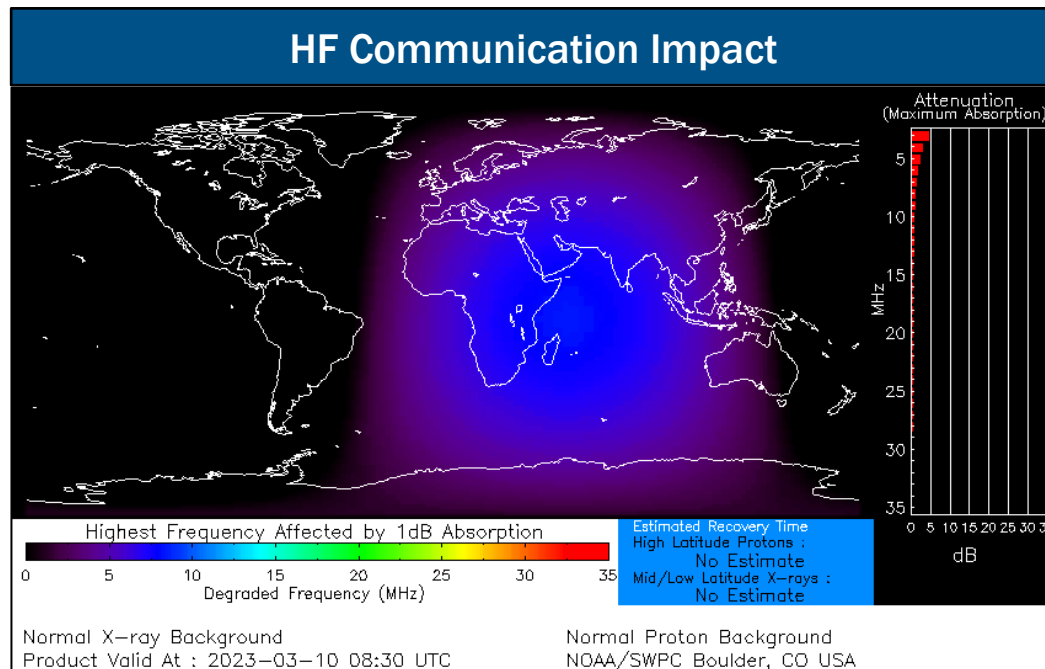 HF Communication Impact
Attenuation
(Maximum Absorption)
5
10
15
20
25
30
35
MHz
0 5 10 15 20 25 30 3
dB
Highest Frequency Affected by 1dB Absorption
0 5 10 15 20 25 30 35
Degraded Frequency (MHz)
Estimated Recovery Time
High Latitude Protons :
No Estimate
Mid/Low Latitude X-rays :
No Estimate
Normal X-ray Background
Product Valid At : 2023-03-10 08:30 UTC
Normal Proton Background
NOAA/SWPC Boulder, CO USA